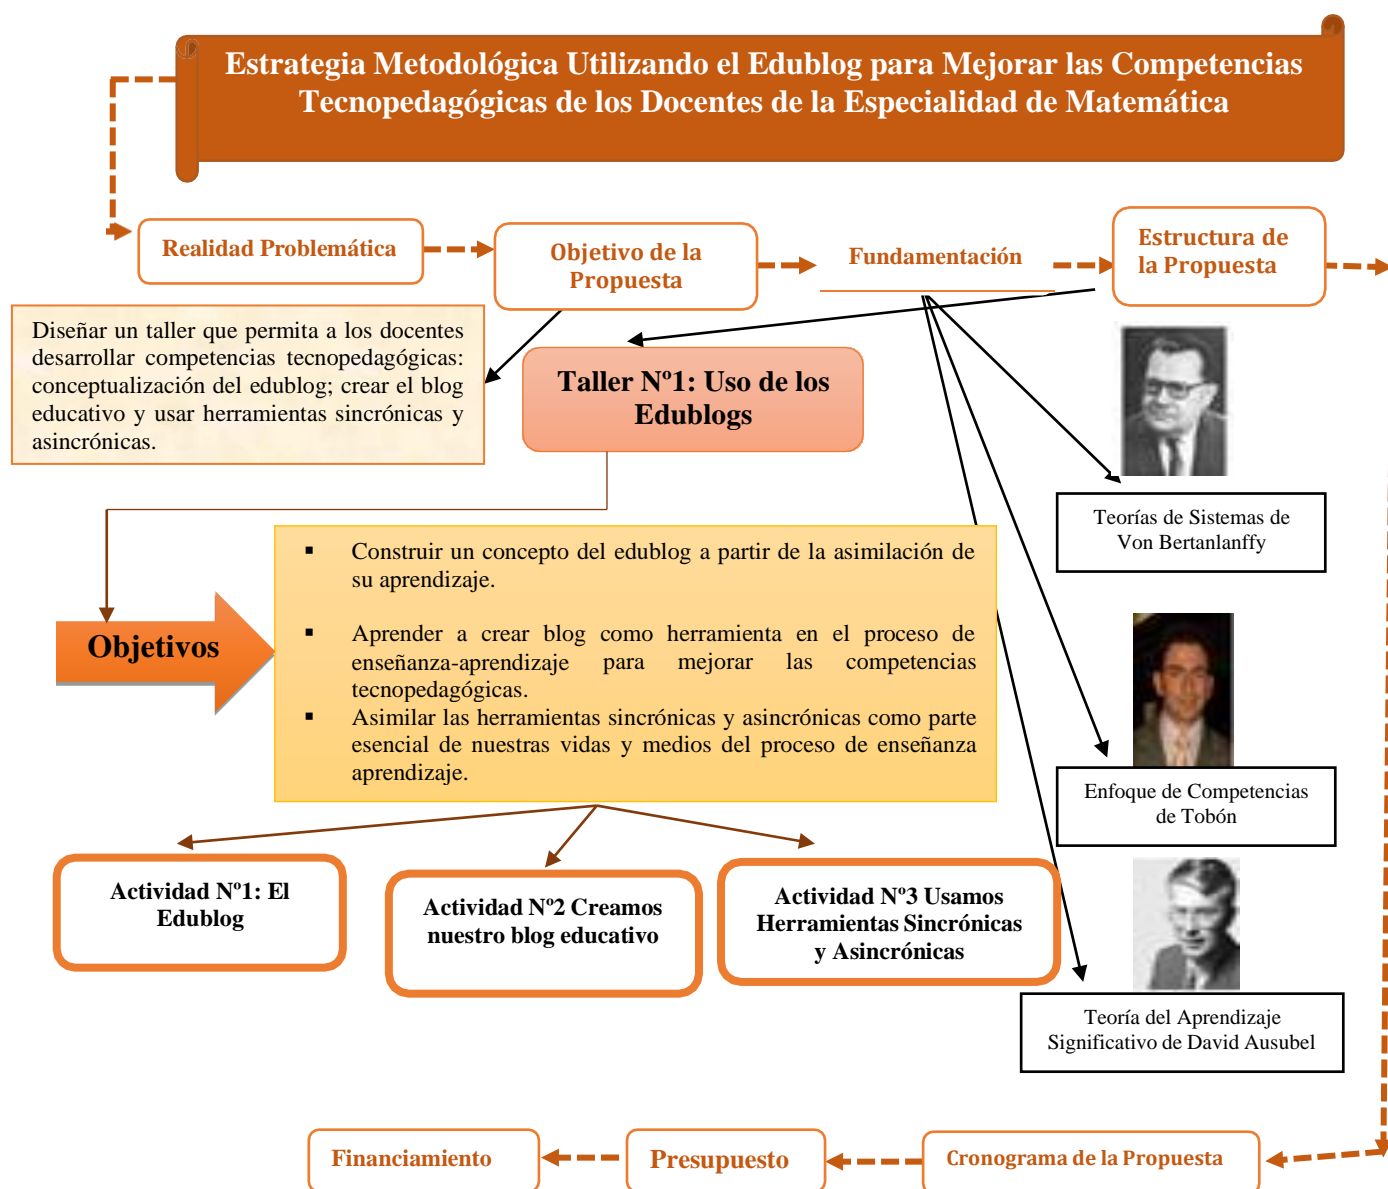 Estrategia Metodológica Utilizando el Edublog para Mejorar las Competencias
Tecnopedagógicas de los Docentes de la Especialidad de Matemática
Realidad Problemática
Objetivo de la
Propuesta
Fundamentación
Estructura de
la Propuesta
Diseñar un taller que permita a los docentes
desarrollar competencias tecnopedagógicas:
conceptualización del edublog; crear el blog
educativo y usar herramientas sincrónicas y
asincrónicas.
Taller Nº1: Uso de los
Edublogs
Teorías de Sistemas de
Von Bertanlanffy
Objetivos
▪ Construir un concepto del edublog a partir de la asimilación de
su aprendizaje.
▪ Aprender a crear blog como herramienta en el proceso de
enseñanza-aprendizaje para mejorar las competencias
tecnopedagógicas.
▪ Asimilar las herramientas sincrónicas y asincrónicas como parte
esencial de nuestras vidas y medios del proceso de enseñanza
aprendizaje.
Enfoque de Competencias
de Tobón
Actividad Nº1: El
Edublog
Actividad Nº2 Creamos
nuestro blog educativo
Actividad Nº3 Usamos
Herramientas Sincrónicas
y Asincrónicas
Teoría del Aprendizaje
Significativo de David Ausubel
Financiamiento
Presupuesto
Cronograma de la Propuesta